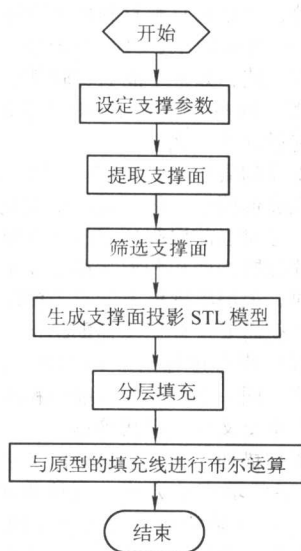 开始
设定支撑参数
提取支撑面
筛选支撑面
生成支撑面投影 STL 模型
分层填充
与原型的填充线进行布尔运算
结束